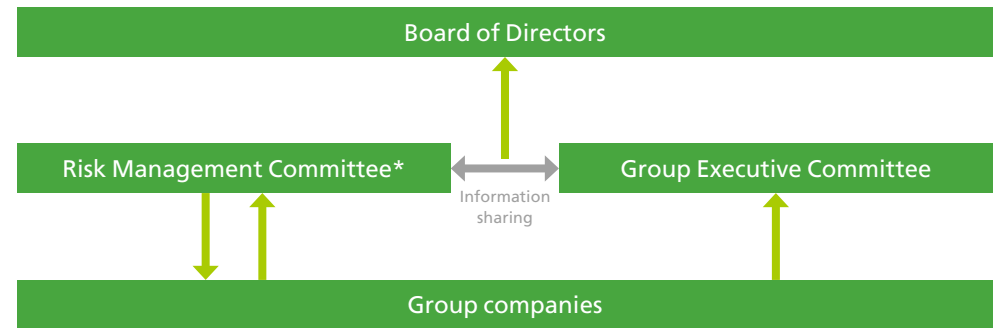 Board of Directors
Risk Management Committee*
Group Executive Committee
Information
sharing
Group companies